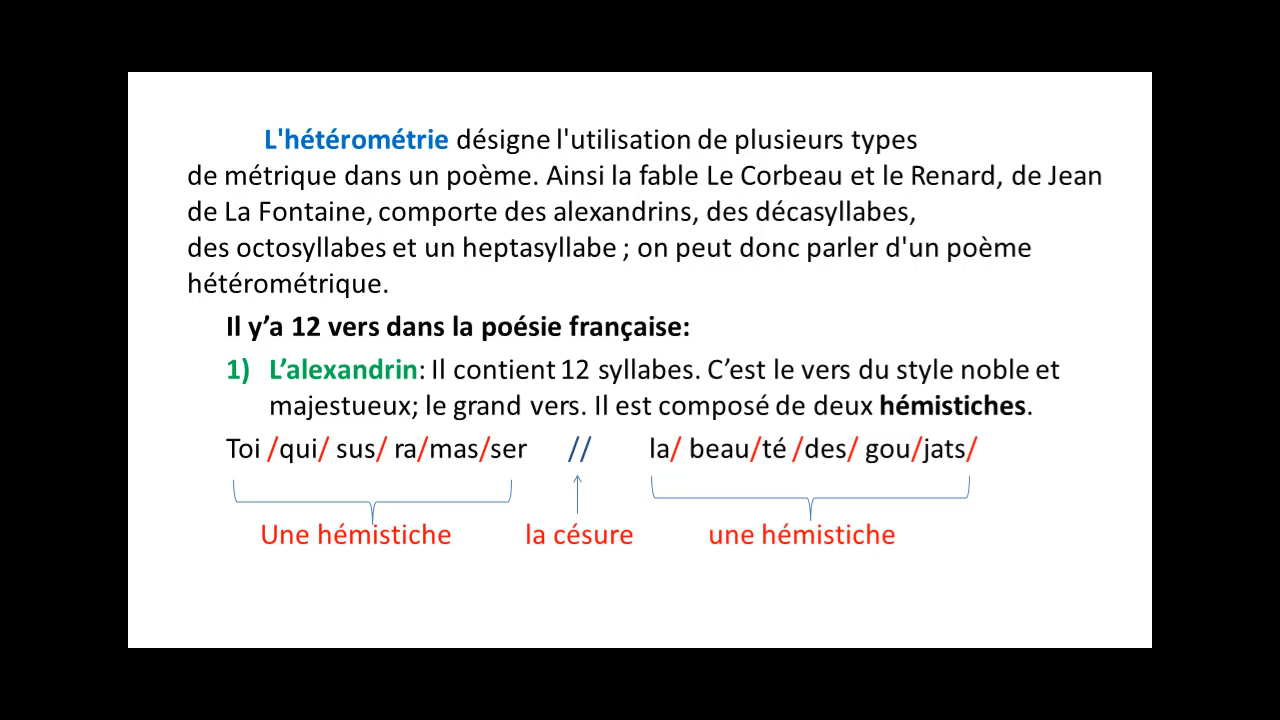 L'hétérométrie désigne l'utilisation de plusieurs types
de métrique dans un poème. Ainsi la fable Le Corbeau et le Renard, de Jean
de La Fontaine, comporte des alexandrins, des décasyllabes,
des octosyllabes et un heptasyllabe ; on peut donc parler d'un poème
hétérométrique.
Il y’a 12 vers dans la poésie française:
1) L’alexandrin: Il contient 12 syllabes. C’est le vers du style noble et
majestueux; le grand vers. Il est composé de deux hémistiches.
Toi /qui/ sus/ ra/mas/ser // la/ beau/té /des/ gou/jats/
Une hémistiche la césure une hémistiche